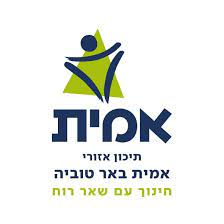 אמית
תיכון אזורי
אמית באר טוביה
חינוך עם שאר רוח